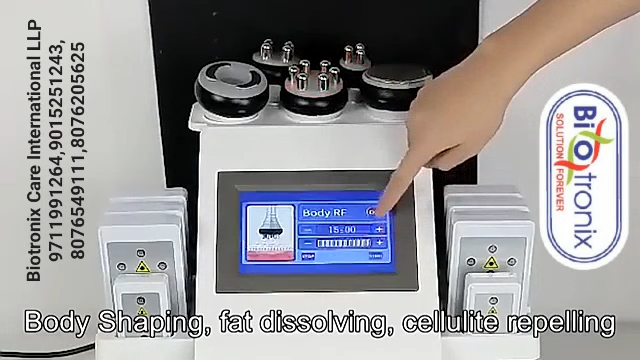 Biotronix Care International LLP
9711991264,9015251243,
8076549111,8076205625
Biotronix
SOLUTION FOREVER
Body RF
15:00
Body Shaping, fat dissolving, cellulite repelling